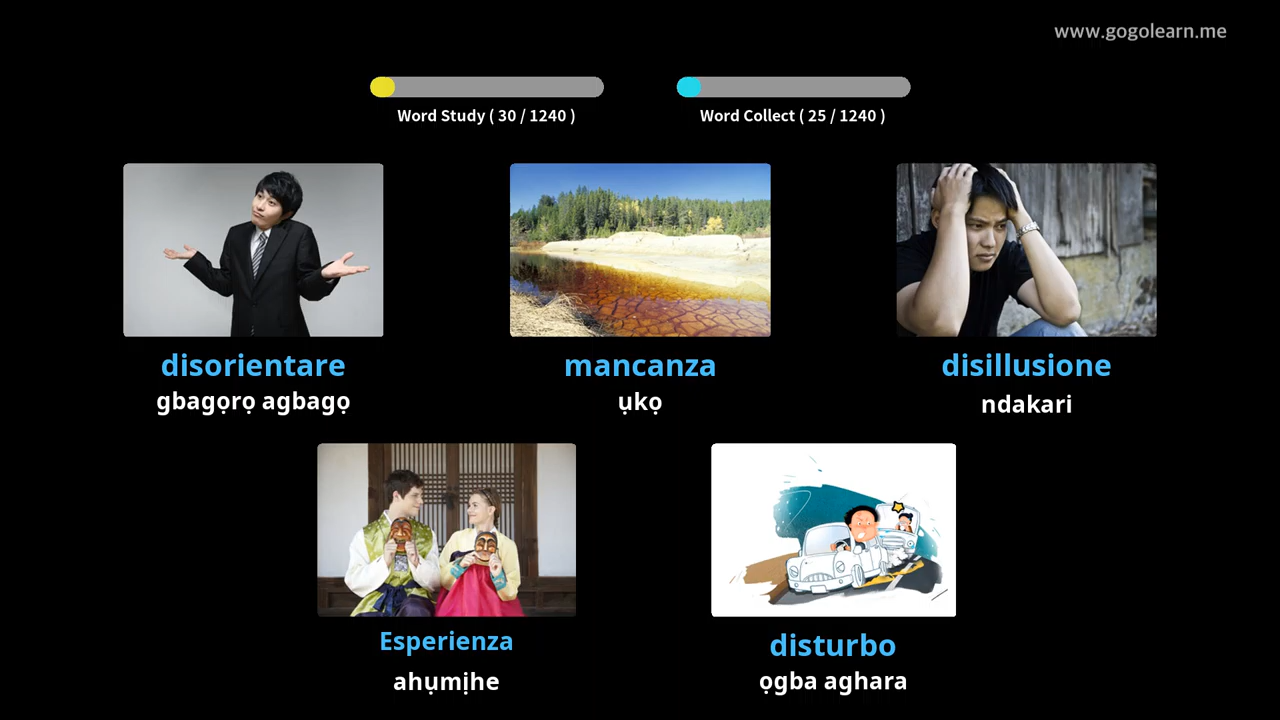 www.gogolearn.me
Word Study ( 30 / 1240 )
Word Collect ( 25 / 1240 )
disorientare
gbagọrọ agbagọ
mancanza
ụkọ
disillusione
ndakari
Esperienza
ahụmịhe
disturbo
ọgba aghara